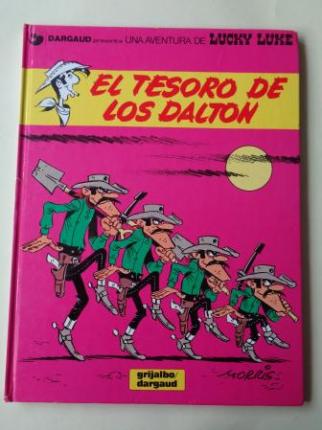 DARGAUD presenta UNA AVENTURA DE LUCKY LUKE
EL TESORO DE
LOS DALTON
MORRIS
grijalbo/
dargaud